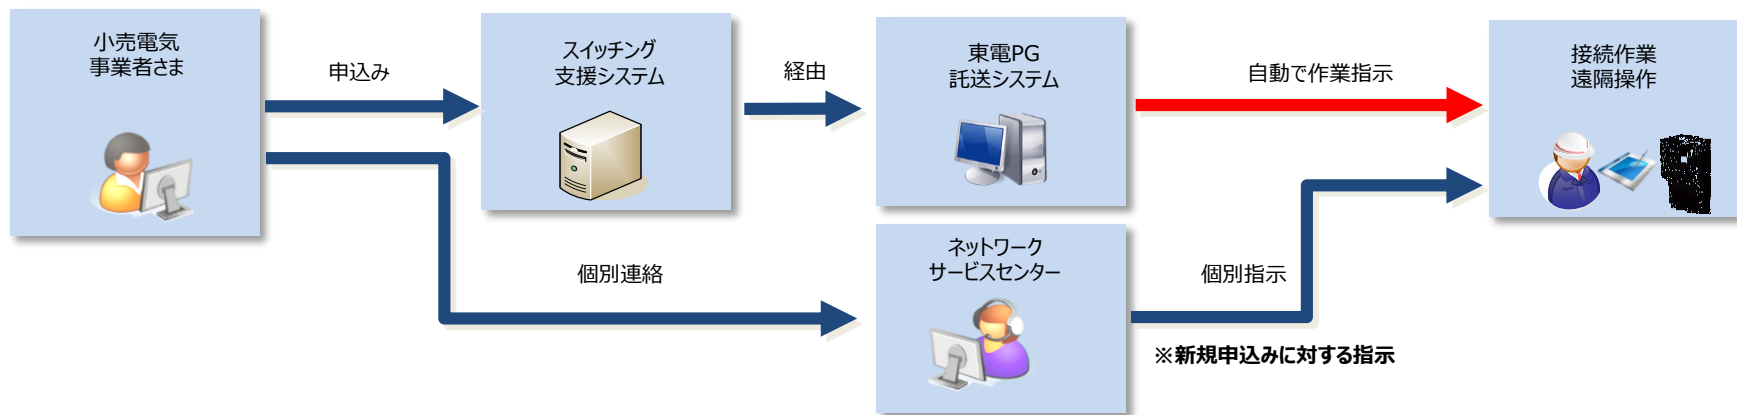 小売電気
事業者さま
申込み
スイッチング
支援システム
経由
東電PG
託送システム
自動で作業指示
接続作業
遠隔操作
個別連絡
ネットワーク
サービスセンター
個別指示
※新規申込みに対する指示